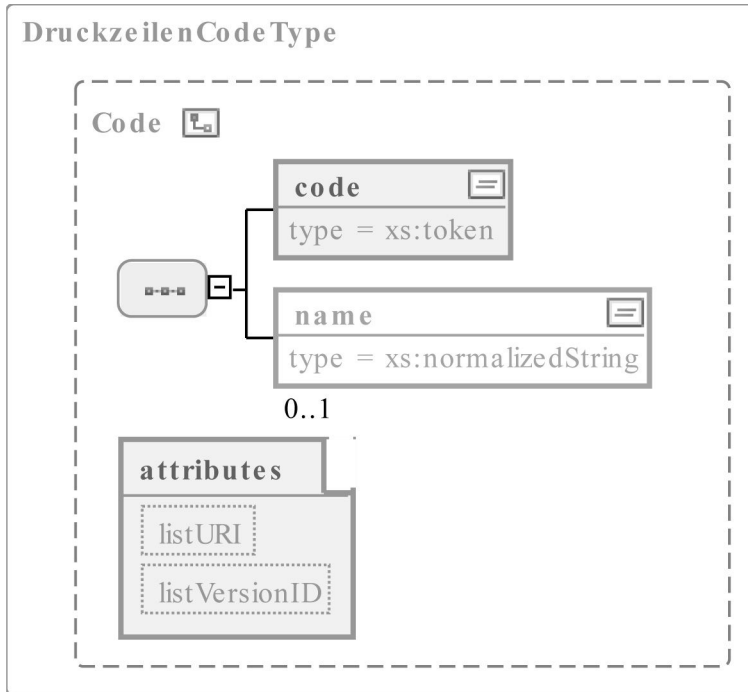 DruckzeilenCodeType
Code
code
type = xs:token
name
type = xs:normalizedString
0..1
attributes
listURI
listVersionID